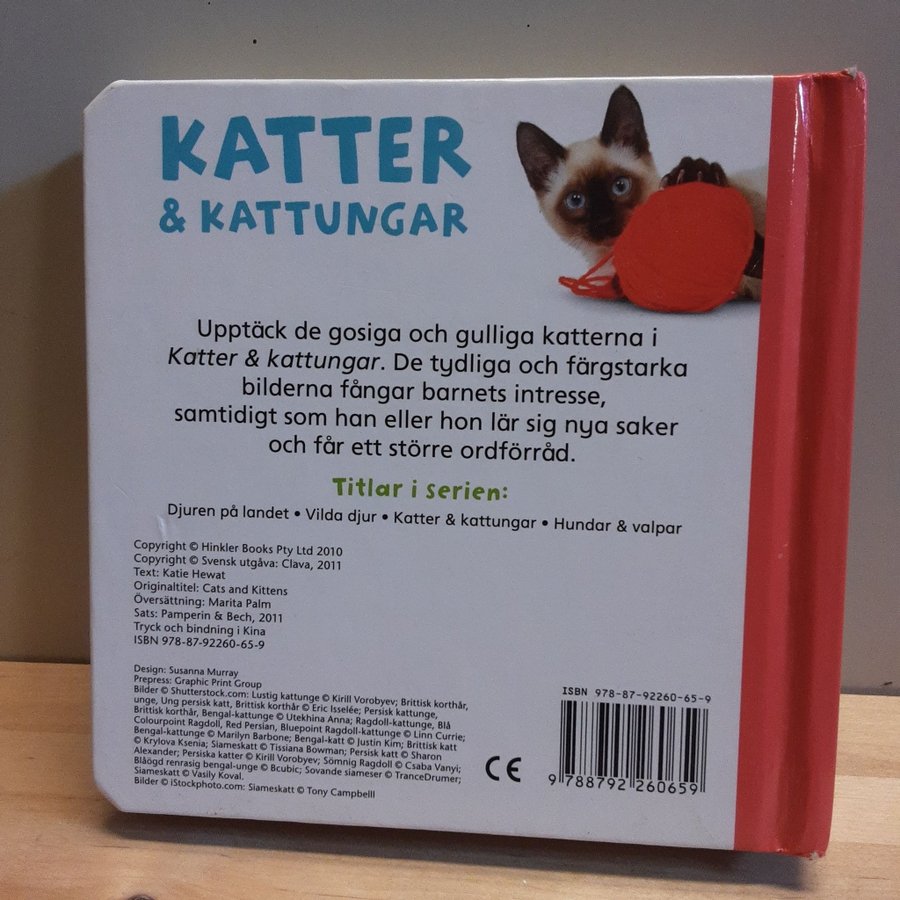 KATTER
& KATTUNGAR
Upptäck de gosiga och gulliga katterna i
Katter & kattungar. De tydliga och färgstarka
bilderna fångar barnets intresse,
samtidigt som han eller hon lär sig nya saker
och får ett större ordförråd.
Titlar i serien:
Djuren på landet • Vilda djur • Katter & kattungar • Hundar & valpar
Copyright © Hinkler Books Pty Ltd 2010
Copyright © Svensk utgåva: Clava, 2011
Text: Katie Hewat
Originaltitel: Cats and Kittens
Översättning: Marita Palm
Sats: Pamperin & Bech, 2011
Tryck och bindning i Kina
ISBN 978-87-92260-65-9
Design: Susanna Murray
Prepress: Graphic Print Group
Bilder © Shutterstock.com: Lustig kattunge © Kirill Vorobyev; Brittisk korthår,
unge, Ung persisk katt, Brittisk korthår © Eric Isselée; Persisk kattunge,
Brittisk korthår, Bengal-kattunge © Utekhina Anna; Ragdoll-kattunge, Blå
Colourpoint Ragdoll, Red Persian, Bluepoint Ragdoll-kattunge © Linn Currie;
Bengal-kattunge © Marilyn Barbone; Bengal-katt © Justin Kim; Brittisk katt
© Krylova Ksenia; Siameskatt © Tissiana Bowman; Persisk katt © Sharon
Alexander; Persiska katter © Kirill Vorobyev; Sömnig Ragdoll © Csaba Vanyi;
Blåögd renrasig bengal-unge © Bcubic; Sovande siameser © TranceDrumer;
Siameskatt © Vasily Koval.
Bilder © iStockphoto.com: Siameskatt © Tony Campbelll
CE
ISBN 978-87-92260-65-9
9 788792 260659